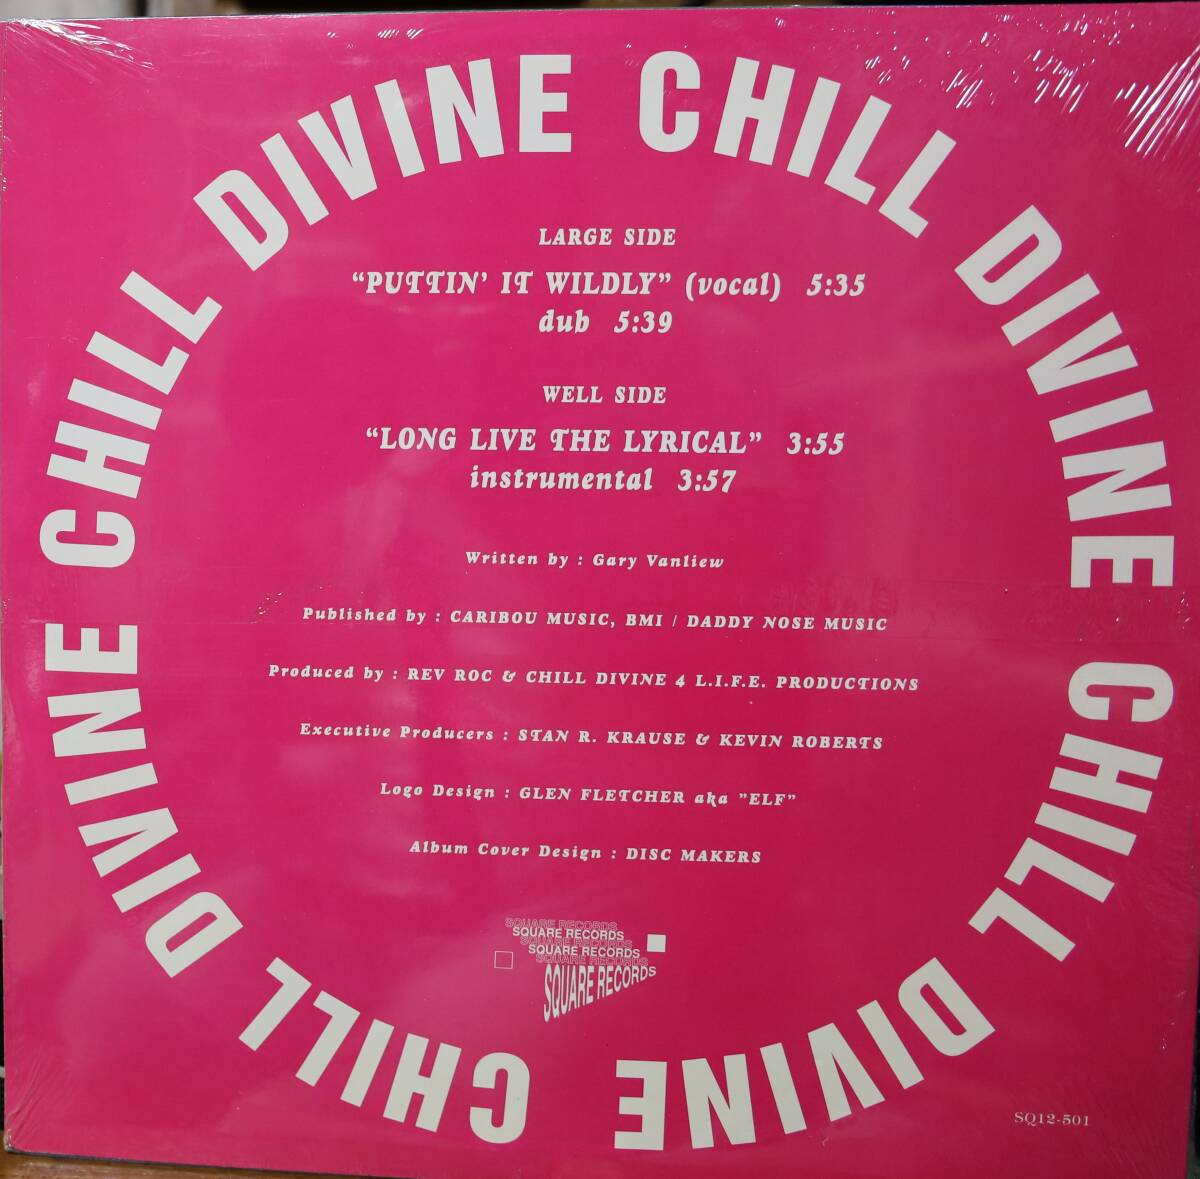 DIVINE CHILL DIVINE CHILL DIVINE CHILL DIVINE CHILL
LARGE SIDE
“PUTTIN’ IT WILDLY” (vocal) 5:35
dub 5:39
WELL SIDE
“LONG LIVE THE LYRICAL” 3:55
instrumental 3:57
Written by : Gary Vanliew
Published by : CARIBOU MUSIC, BMI / DADDY NOSE MUSIC
Produced by : REV ROC & CHILL DIVINE 4 L.I.F.E. PRODUCTIONS
Executive Producers : STAN R. KRAUSE & KEVIN ROBERTS
Logo Design : GLEN FLETCHER aka "ELF"
Album Cover Design : DISC MAKERS
SQUARE RECORDS
SQUARE RECORDS
SQUARE RECORDS
SQUARE RECORDS
SQUARE RECORDS
SQUARE RECORDS
SQ12-501